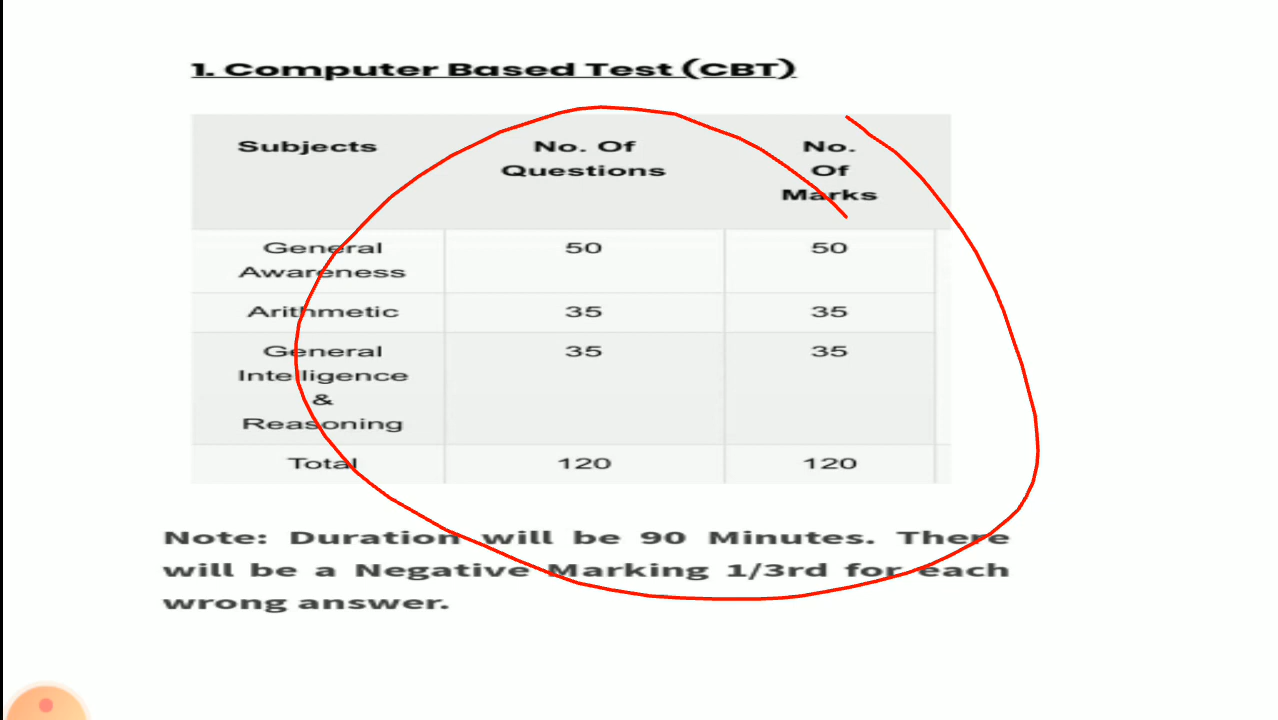 1. Computer Based Test (CBT)
Subjects No. Of Questions No. Of Marks
General Awareness 50 50
Arithmetic 35 35
General Intelligence & Reasoning 35 35
Total 120 120
Note: Duration will be 90 Minutes. There
will be a Negative Marking 1/3rd for each
wrong answer.